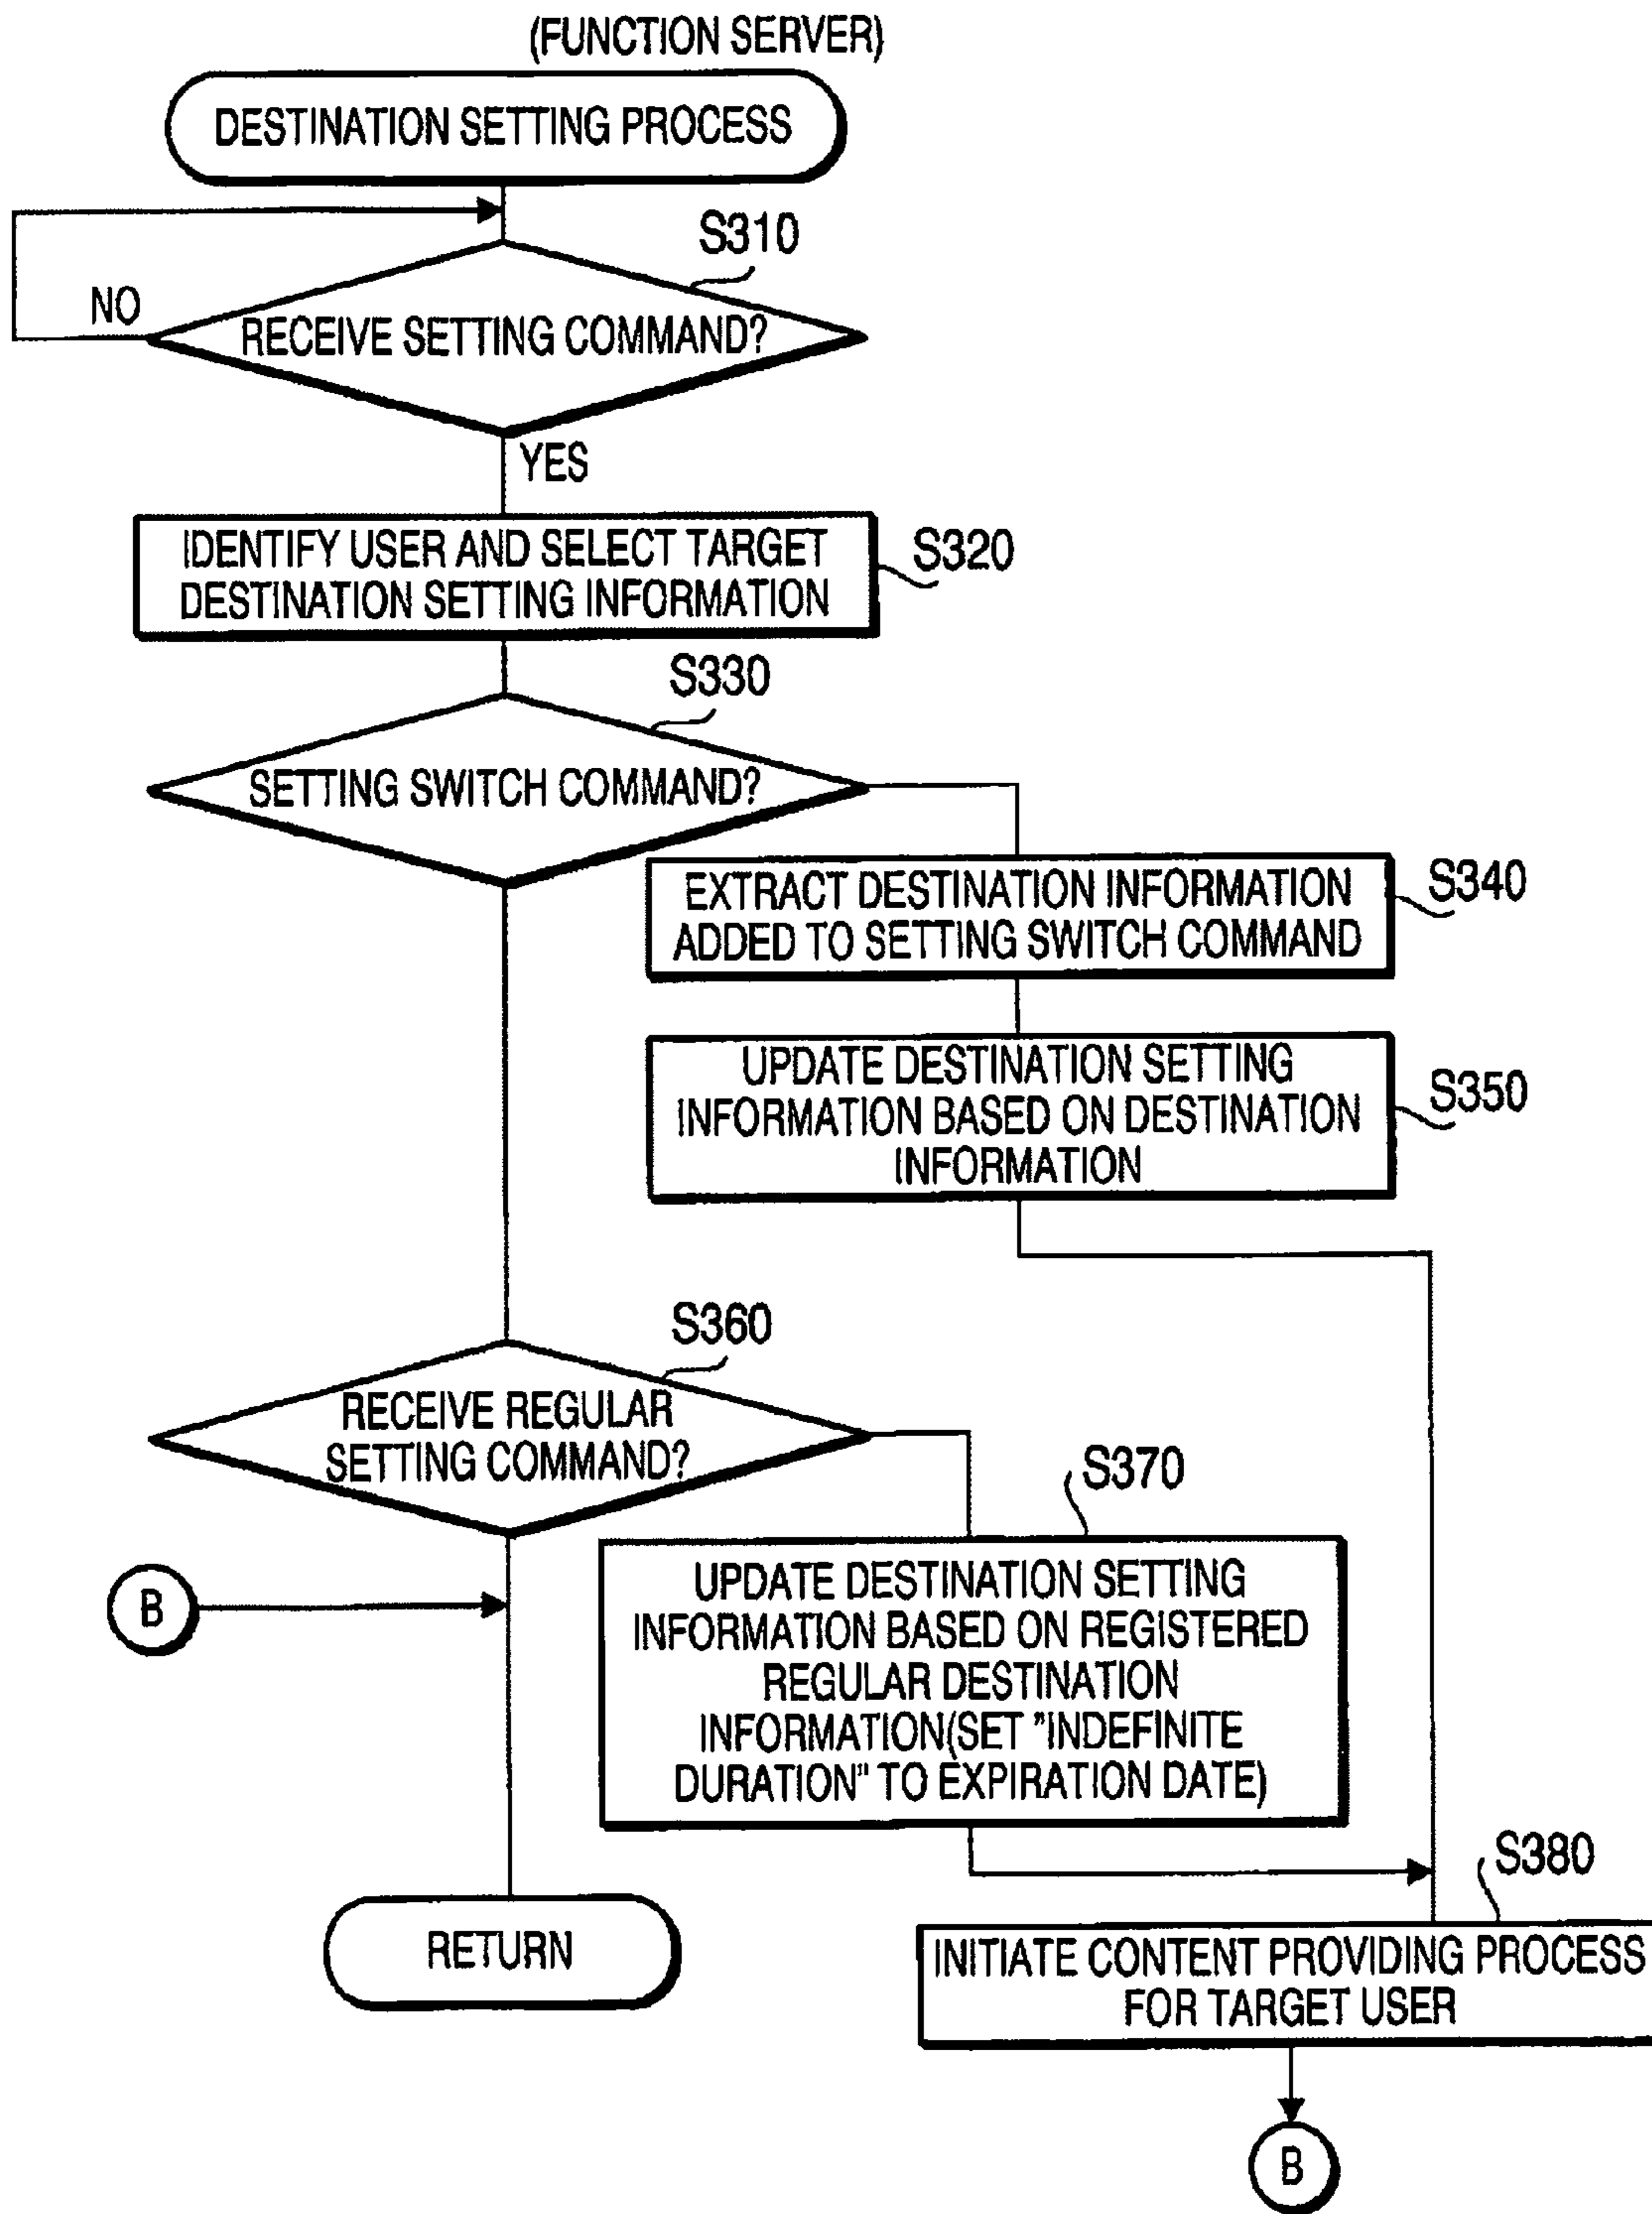 (FUNCTION SERVER)
DESTINATION SETTING PROCESS
S310
NO
RECEIVE SETTING COMMAND?
YES
IDENTIFY USER AND SELECT TARGET
DESTINATION SETTING INFORMATION
S320
S330
SETTING SWITCH COMMAND?
EXTRACT DESTINATION INFORMATION
ADDED TO SETTING SWITCH COMMAND
S340
UPDATE DESTINATION SETTING
INFORMATION BASED ON DESTINATION
INFORMATION
S350
S360
RECEIVE REGULAR
SETTING COMMAND?
S370
B
UPDATE DESTINATION SETTING
INFORMATION BASED ON REGISTERED
REGULAR DESTINATION
INFORMATION(SET "INDEFINITE
DURATION" TO EXPIRATION DATE)
S380
RETURN
INITIATE CONTENT PROVIDING PROCESS
FOR TARGET USER
B